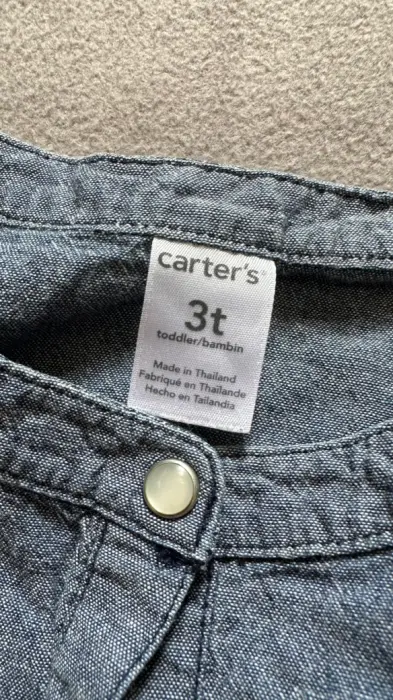 carter's
3t
toddler/bambin
Made in Thailand
Fabriqué en Thaïlande
Hecho en Tailandia